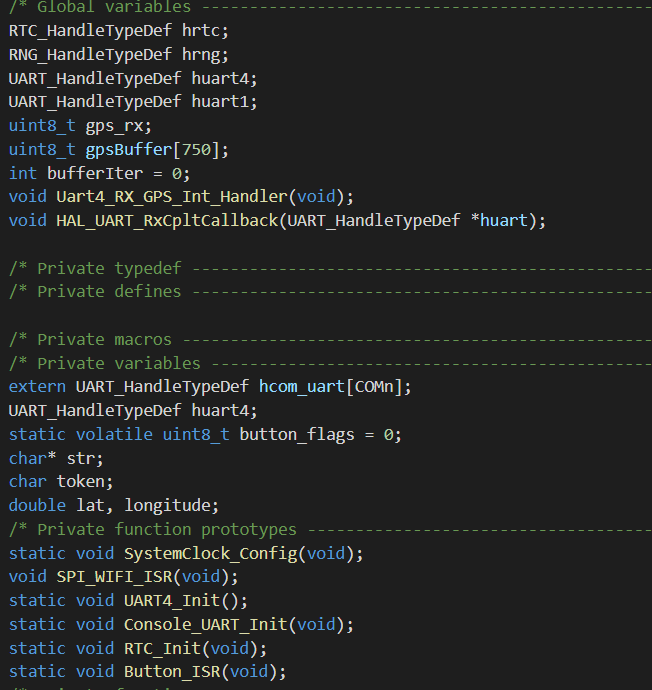 /* Global variables --------------------------------------------------
RTC_HandleTypeDef hrtc;
RNG_HandleTypeDef hrng;
UART_HandleTypeDef huart4;
UART_HandleTypeDef huart1;
uint8_t gps_rx;
uint8_t gpsBuffer[750];
int bufferIter = 0;
void Uart4_RX_GPS_Int_Handler(void);
void HAL_UART_RxCpltCallback(UART_HandleTypeDef *huart);

/* Private typedef --------------------------------------------------
/* Private defines --------------------------------------------------

/* Private macros ---------------------------------------------------
/* Private variables ------------------------------------------------
extern UART_HandleTypeDef hcom_uart[COMn];
UART_HandleTypeDef huart4;
static volatile uint8_t button_flags = 0;
char* str;
char token;
double lat, longitude;
/* Private function prototypes --------------------------------------
static void SystemClock_Config(void);
void SPI_WIFI_ISR(void);
static void UART4_Init();
static void Console_UART_Init(void);
static void RTC_Init(void);
static void Button_ISR(void);